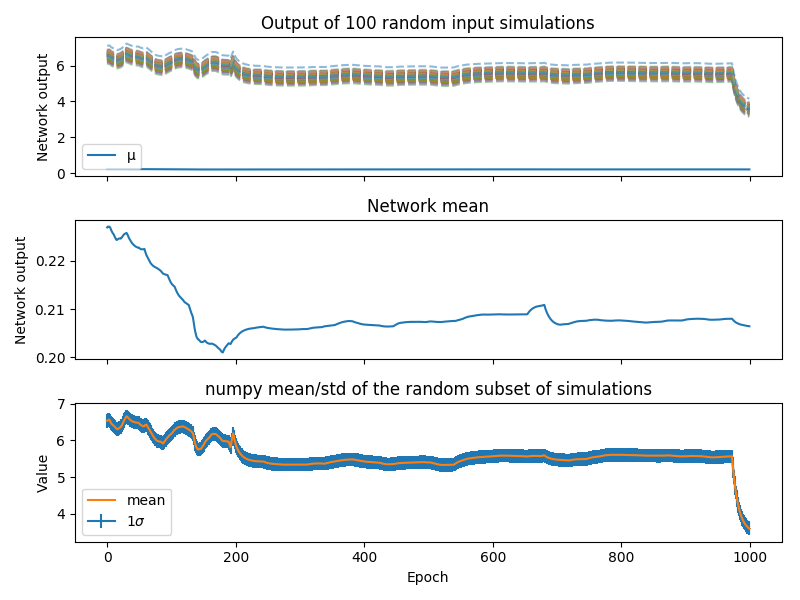 Output of 100 random input simulations
Network output
6
4
2
0
μ
Network mean
Network output
0.22
0.21
0.20
numpy mean/std of the random subset of simulations
Value
7
6
5
4
mean
1σ
0 200 400 600 800 1000
Epoch